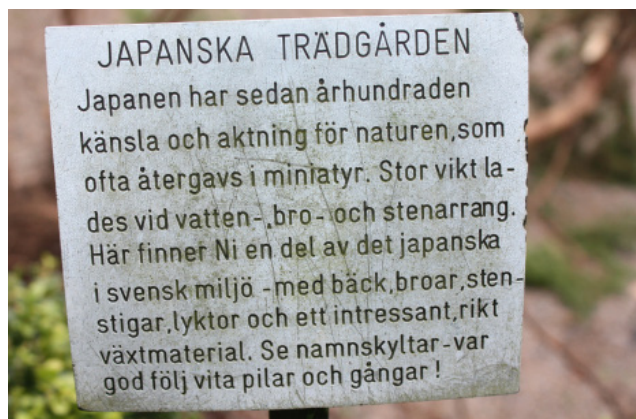 JAPANSKA TRÄDGÅRDEN
Japanen har sedan århundraden
känsla och aktning för naturen,som
ofta återgavs i miniatyr. Stor vikt la-
des vid vatten-,bro- och stenarrang.
Här finner Ni en del av det japanska
i svensk miljö -med bäck,broar,sten-
stigar,lyktor och ett intressant,rikt
växtmaterial. Se namnskyltar-var
god följ vita pilar och gångar !